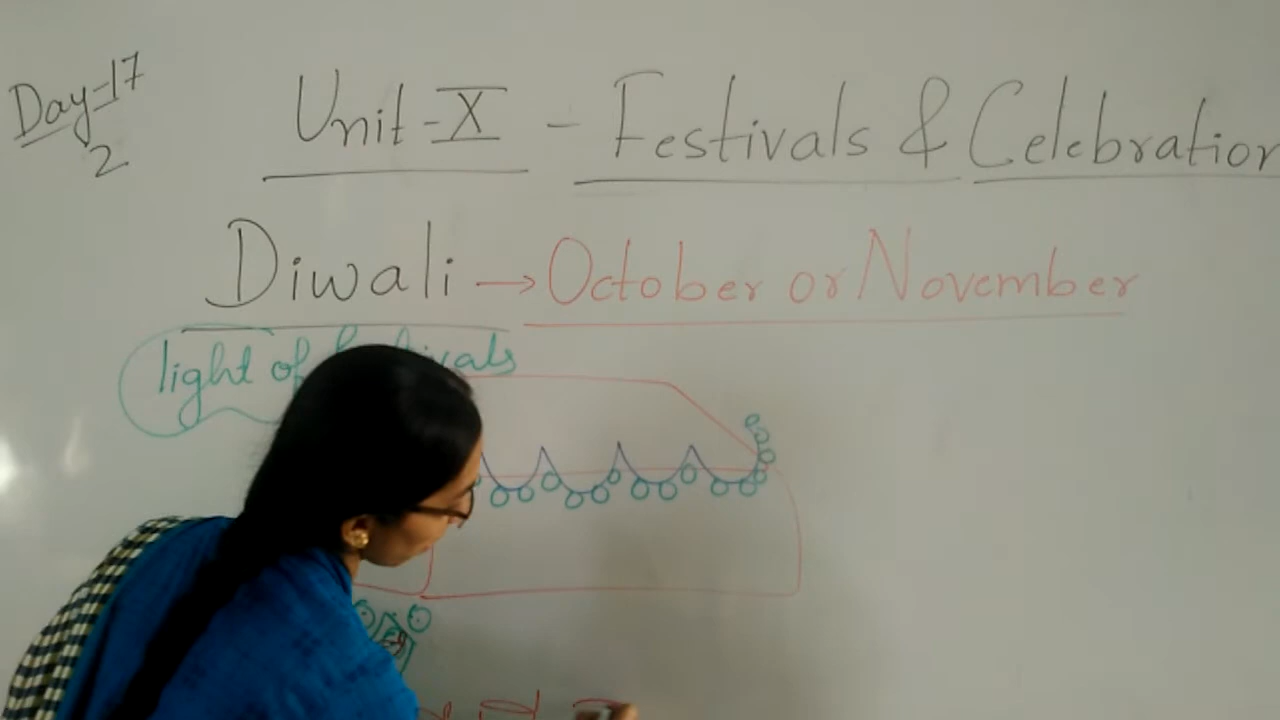 Day-17
2
Unit-X - Festivals & Celebration
Diwali → October or November
light of festivals